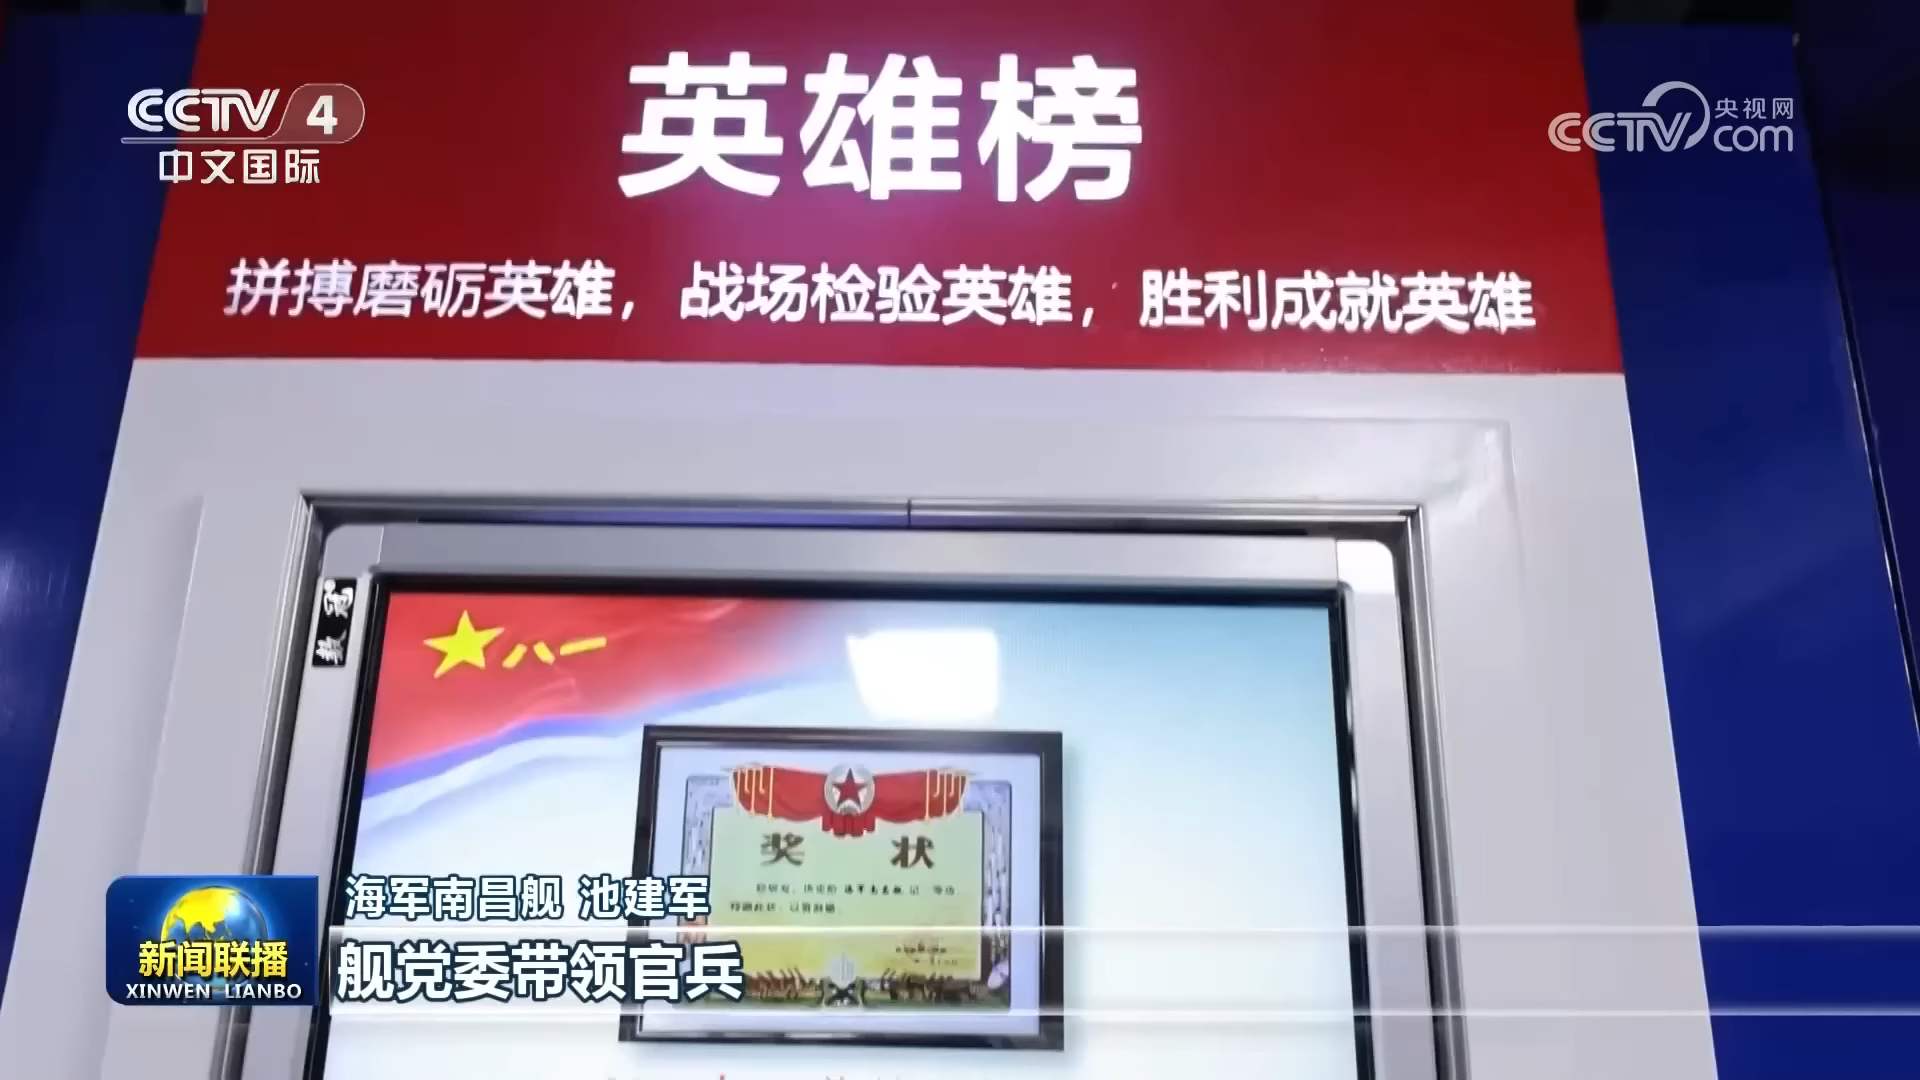 英雄榜
CCTV 4
中文国际
央视网
CCTV com
拼搏磨砺英雄，战场检验英雄，胜利成就英雄
八一
奖 状
海军南昌舰 池建军
舰党委带领官兵
新闻联播
XINWEN LIANBO